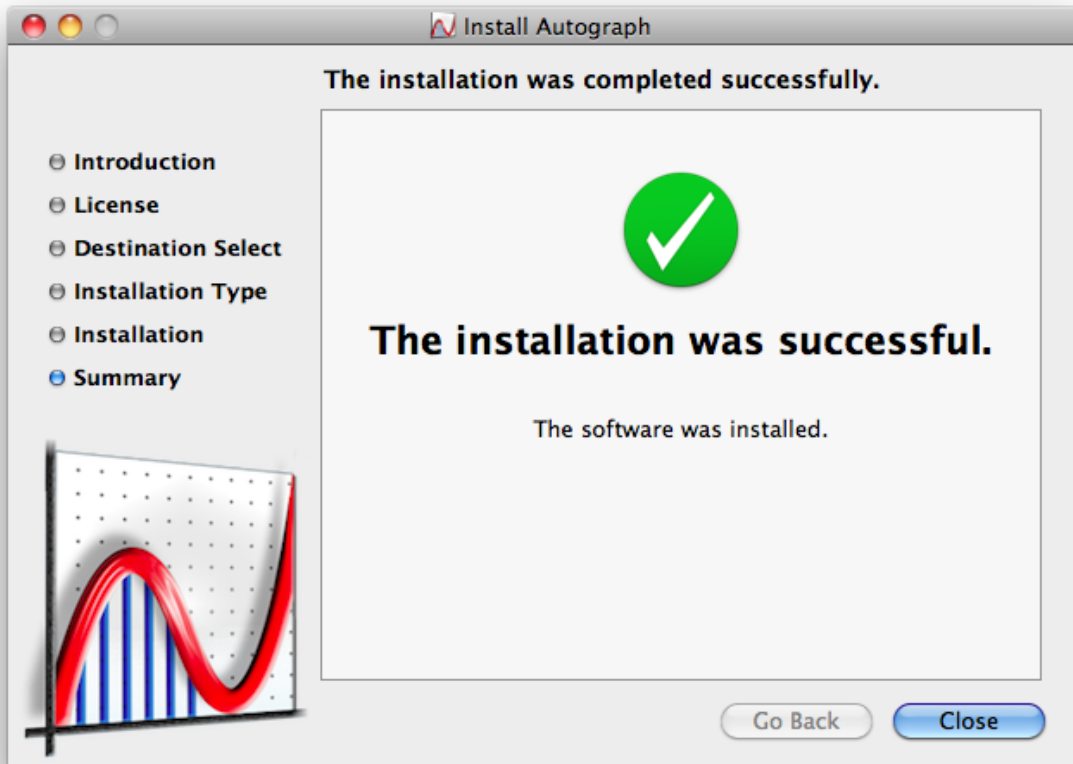 Install Autograph
The installation was completed successfully.
Introduction
License
Destination Select
Installation Type
Installation
Summary
The installation was successful.
The software was installed.
Go Back
Close